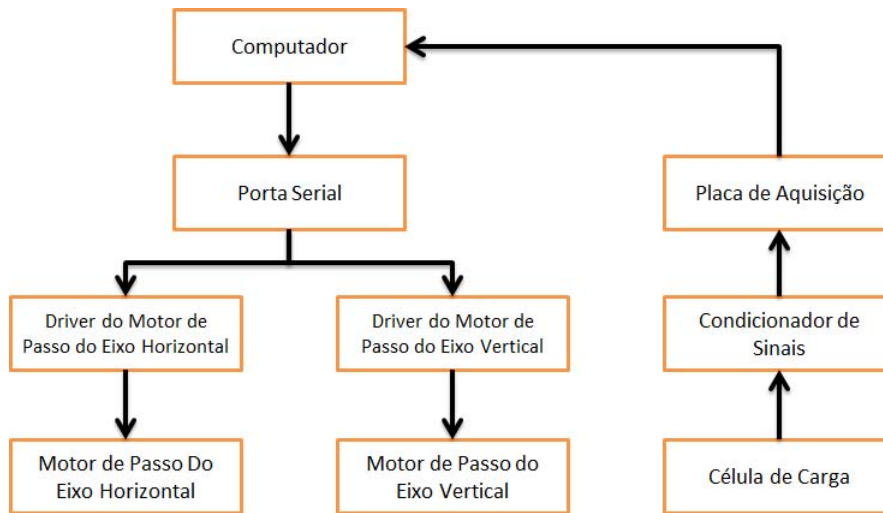 Computador
Porta Serial
Placa de Aquisição
Driver do Motor de
Passo do Eixo Horizontal
Driver do Motor de
Passo do Eixo Vertical
Condicionador de
Sinais
Motor de Passo Do
Eixo Horizontal
Motor de Passo do
Eixo Vertical
Célula de Carga